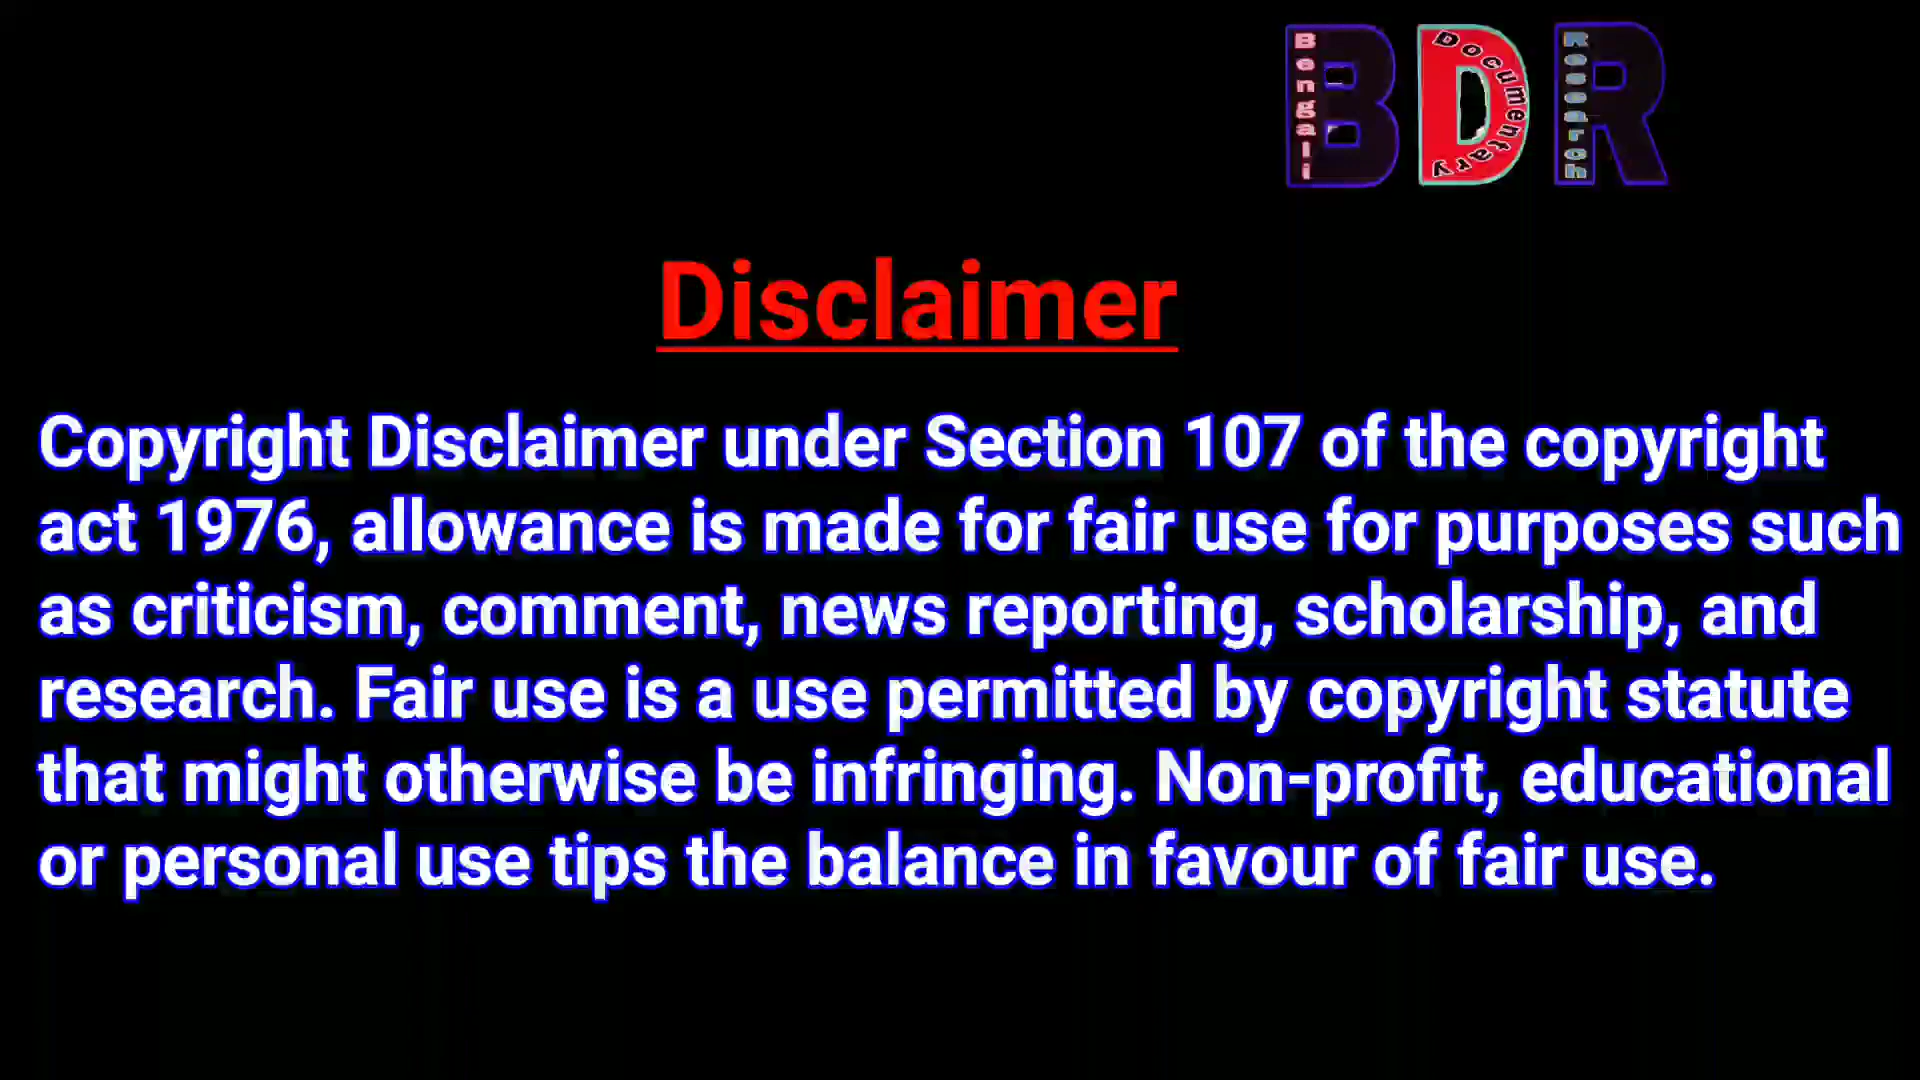 BDR
Bengali
Documentary
Research
Disclaimer
Copyright Disclaimer under Section 107 of the copyright
act 1976, allowance is made for fair use for purposes such
as criticism, comment, news reporting, scholarship, and
research. Fair use is a use permitted by copyright statute
that might otherwise be infringing. Non-profit, educational
or personal use tips the balance in favour of fair use.